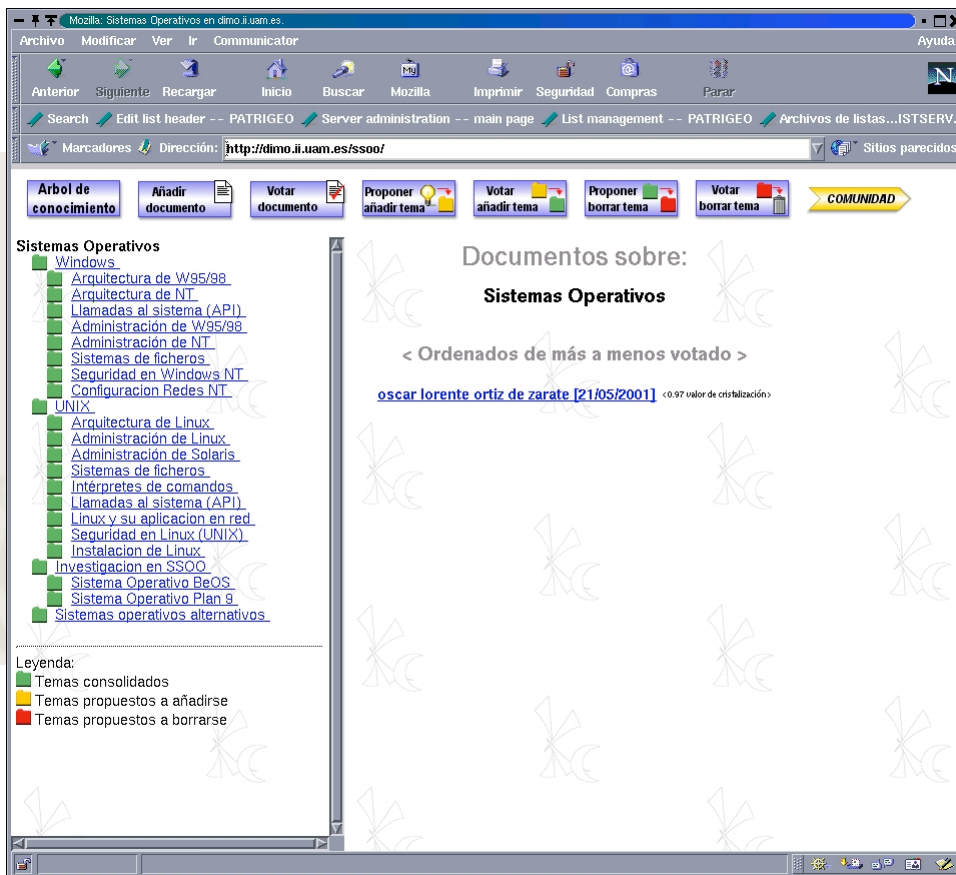 Mozilla: Sistemas Operativos en dimo.ii.uam.es.
Archivo Modificar Ver Ir Communicator Ayuda
Anterior Siguiente Recargar Inicio Buscar Mozilla Imprimir Seguridad Compras Parar
My
N
Search Edit list header -- PATRIGEO Server administration -- main page List management -- PATRIGEO Archivos de listas...ISTSERV.
Marcadores Dirección: http://dimo.ii.uam.es/ssoo/ Sitios parecidos
Arbol de conocimiento
Añadir documento
Votar documento
Proponer añadir tema
Votar añadir tema
Proponer borrar tema
Votar borrar tema
COMUNIDAD
Sistemas Operativos
Windows
Arquitectura de W95/98
Arquitectura de NT
Llamadas al sistema (API)
Administración de W95/98
Administración de NT
Sistemas de ficheros
Seguridad en Windows NT
Configuracion Redes NT
UNIX
Arquitectura de Linux
Administración de Linux
Administración de Solaris
Sistemas de ficheros
Intérpretes de comandos
Llamadas al sistema (API)
Linux y su aplicacion en red
Seguridad en Linux (UNIX)
Instalacion de Linux
Investigacion en SSOO
Sistema Operativo BeOS
Sistema Operativo Plan 9
Sistemas operativos alternativos
Leyenda:
Temas consolidados
Temas propuestos a añadirse
Temas propuestos a borrarse
Documentos sobre:
Sistemas Operativos
< Ordenados de más a menos votado >
oscar lorente ortiz de zarate [21/05/2001] <0.97 valor de cristalización>